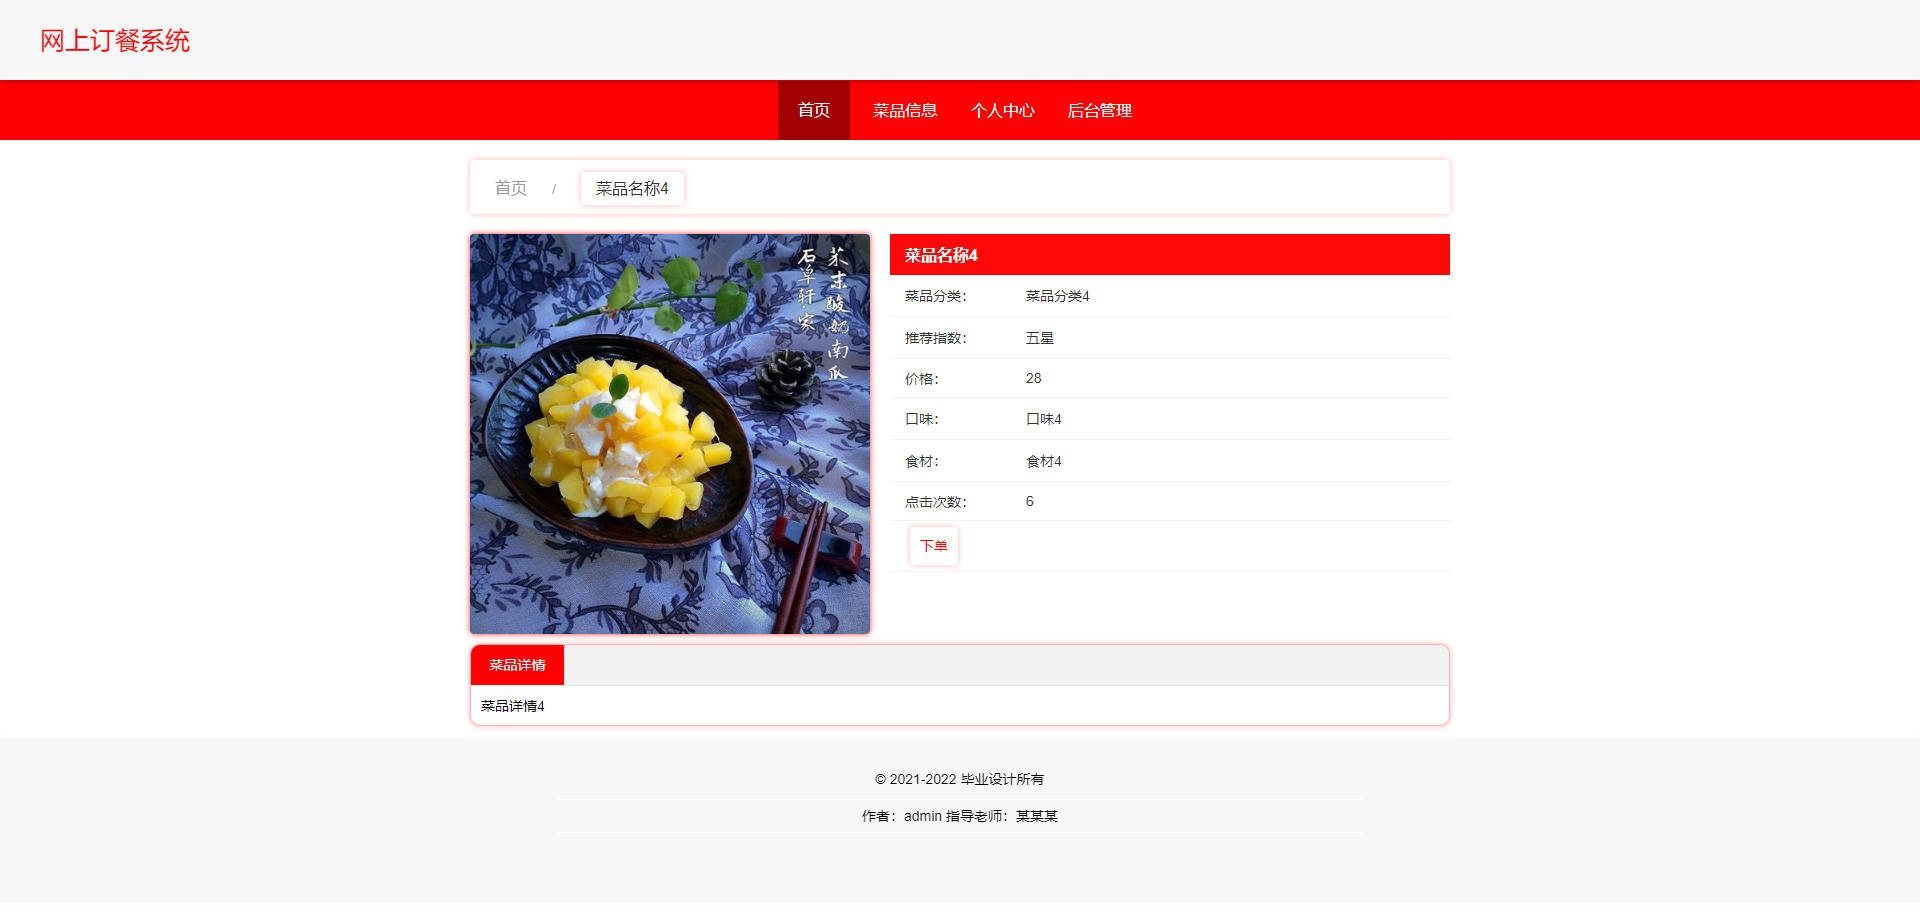 网上订餐系统
首页 菜品信息 个人中心 后台管理
首页 / 菜品名称4
石草轩·家
茱末酸奶南瓜
菜品名称4
菜品分类： 菜品分类4
推荐指数： 五星
价格： 28
口味： 口味4
食材： 食材4
点击次数： 6
下单
菜品详情
菜品详情4
© 2021-2022 毕业设计所有
作者：admin 指导老师：某某某